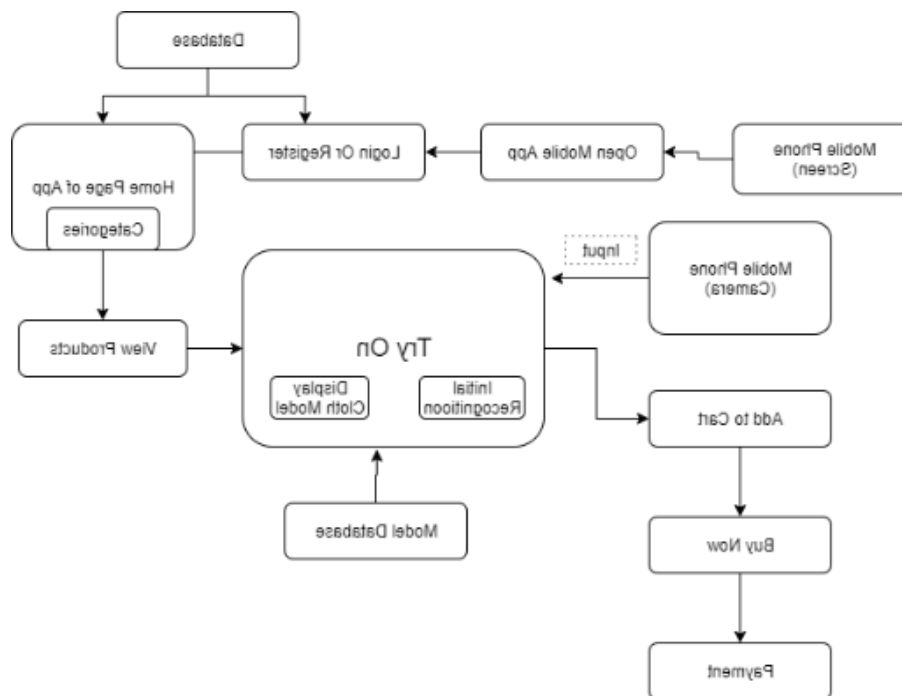 Database
Mobile Phone
(Screen)
Open Mobile App
Login Or Register
Home Page of App
Categories
Mobile Phone
(Camera)
Input
Try On
Initial
Recognitioon
Display
Cloth Model
View Products
Add to Cart
Model Database
Buy Now
Payment